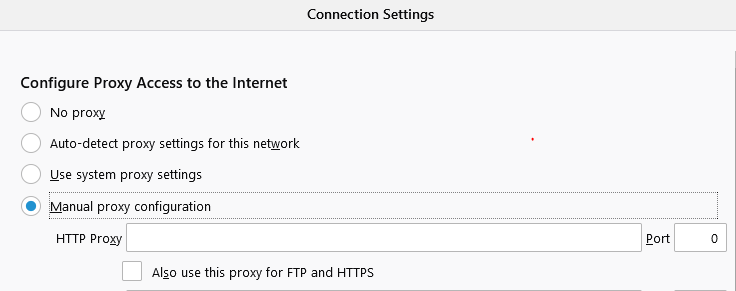 Connection Settings
Configure Proxy Access to the Internet
No proxy
Auto-detect proxy settings for this network
Use system proxy settings
Manual proxy configuration
HTTP Proxy Port 0
Also use this proxy for FTP and HTTPS